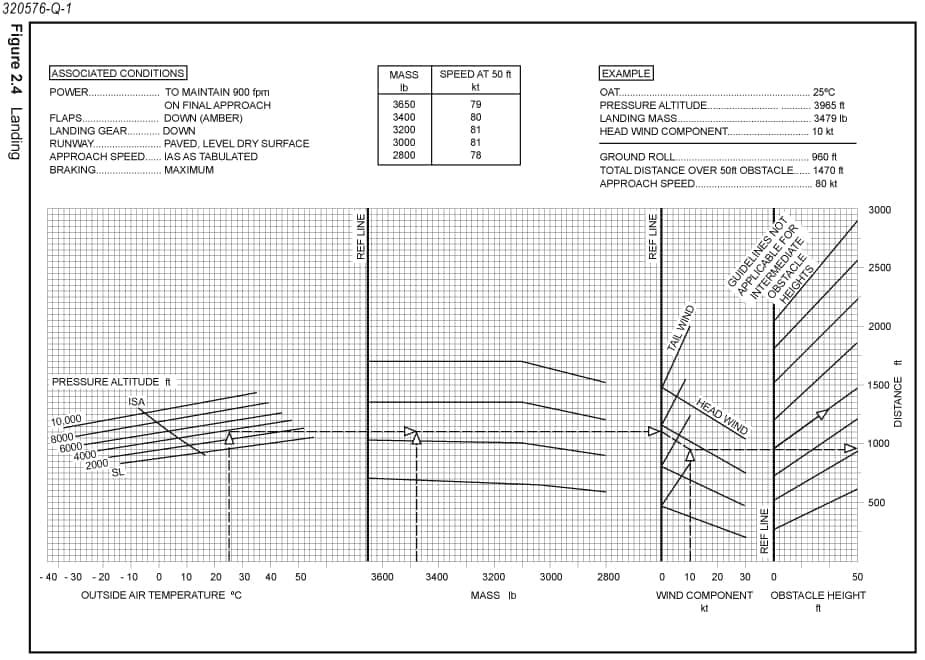 320576-Q-1
Figure 2.4 Landing
ASSOCIATED CONDITIONS
POWER........................ TO MAINTAIN 900 fpm
ON FINAL APPROACH
FLAPS.......................... DOWN (AMBER)
LANDING GEAR........... DOWN
RUNWAY...................... PAVED, LEVEL DRY SURFACE
APPROACH SPEED...... IAS AS TABULATED
BRAKING...................... MAXIMUM
MASS SPEED AT 50 ft
lb kt
3650 79
3400 80
3200 81
3000 81
2800 78
EXAMPLE
OAT............................................................... 25ºC
PRESSURE ALTITUDE................................ 3965 ft
LANDING MASS............................................ 3479 lb
HEAD WIND COMPONENT.......................... 10 kt
GROUND ROLL............................................ 960 ft
TOTAL DISTANCE OVER 50ft OBSTACLE...... 1470 ft
APPROACH SPEED...................................... 80 kt
REF LINE
REF LINE
GUIDELINES NOT
APPLICABLE FOR
INTERMEDIATE
OBSTACLE
HEIGHTS
3000
2500
2000
1500
1000
500
DISTANCE ft
TAIL WIND
HEAD WIND
REF LINE
PRESSURE ALTITUDE ft
ISA
10,000
8000
6000
4000
2000
SL
- 40 - 30 - 20 - 10 0 10 20 30 40 50 3600 3400 3200 3000 2800 0 10 20 30 0 50
OUTSIDE AIR TEMPERATURE ºC MASS lb WIND COMPONENT OBSTACLE HEIGHT
kt ft